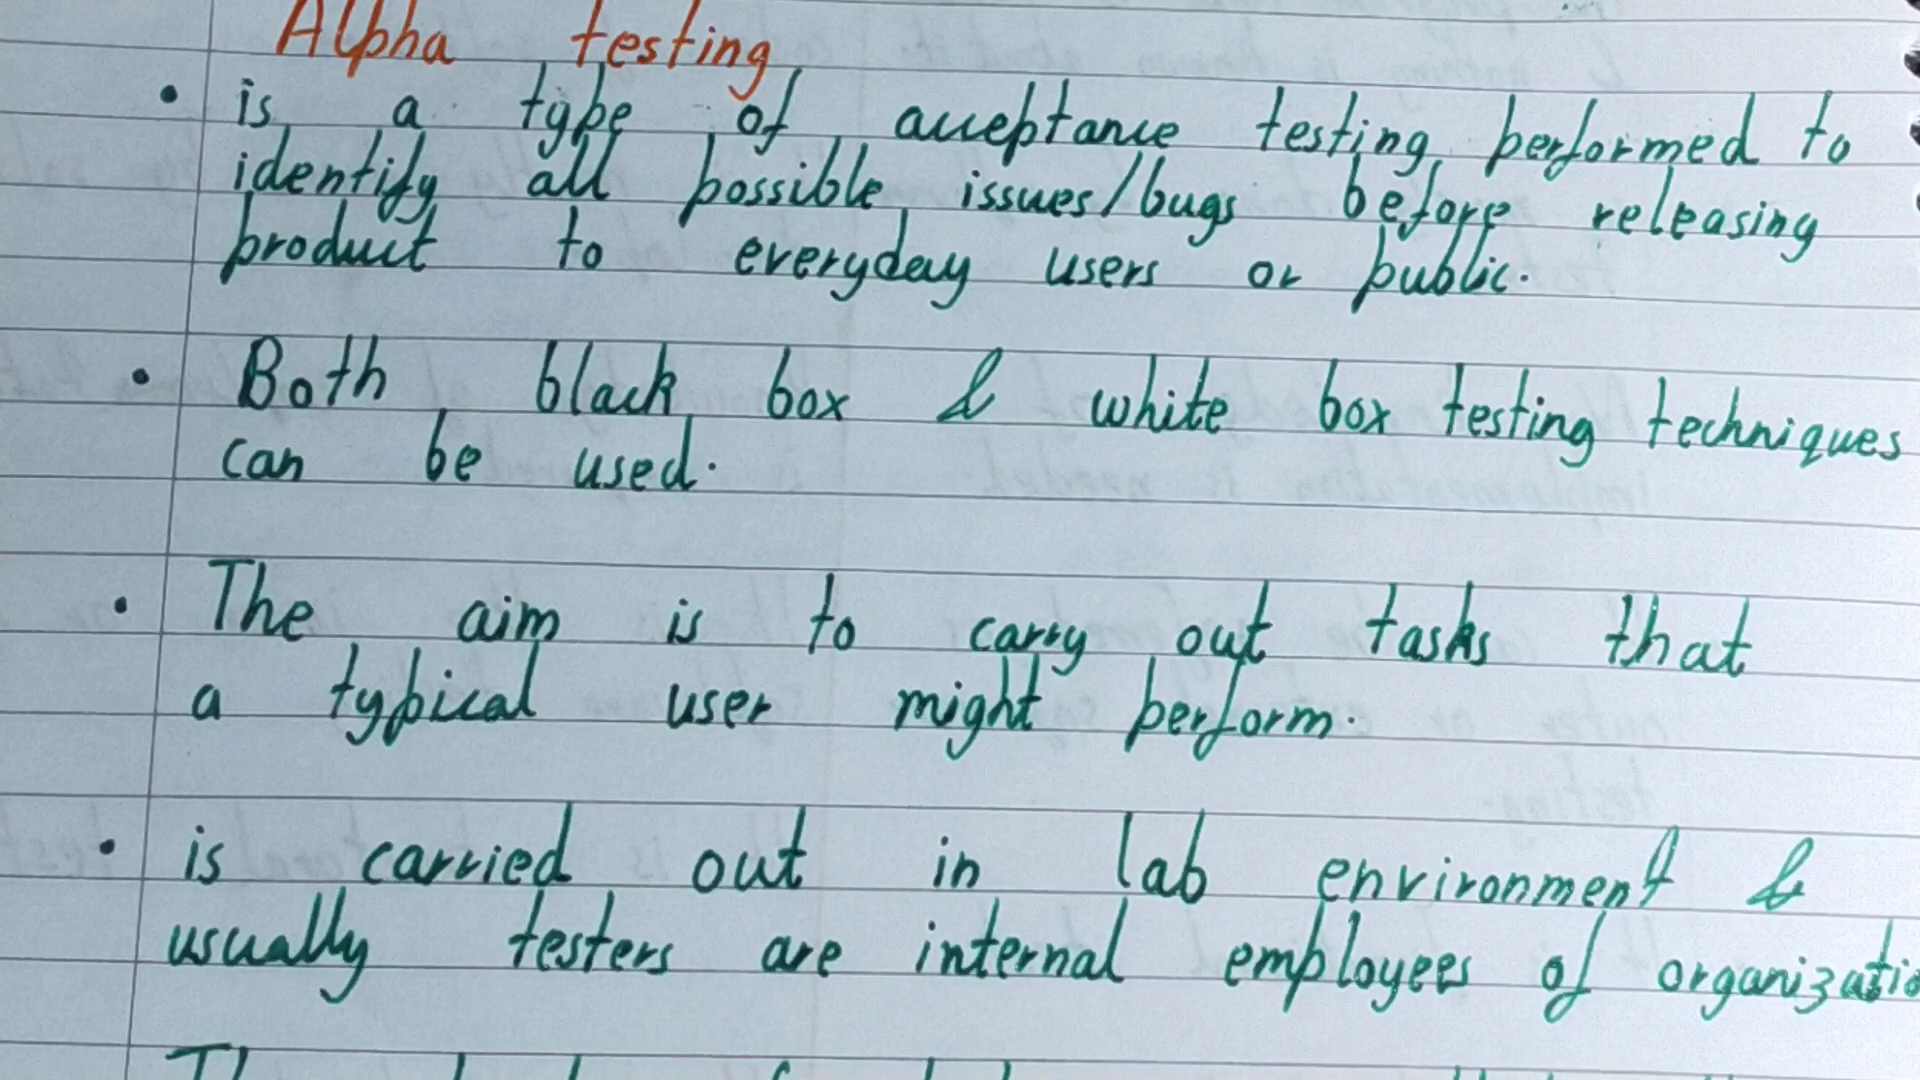 Alpha testing
• is a type of acceptance testing performed to
identify all possible issues/bugs before releasing
product to everyday users or public.
• Both black box & white box testing techniques
can be used.
• The aim is to carry out tasks that
a typical user might perform.
• is carried out in lab environment &
usually testers are internal employees of organizatio